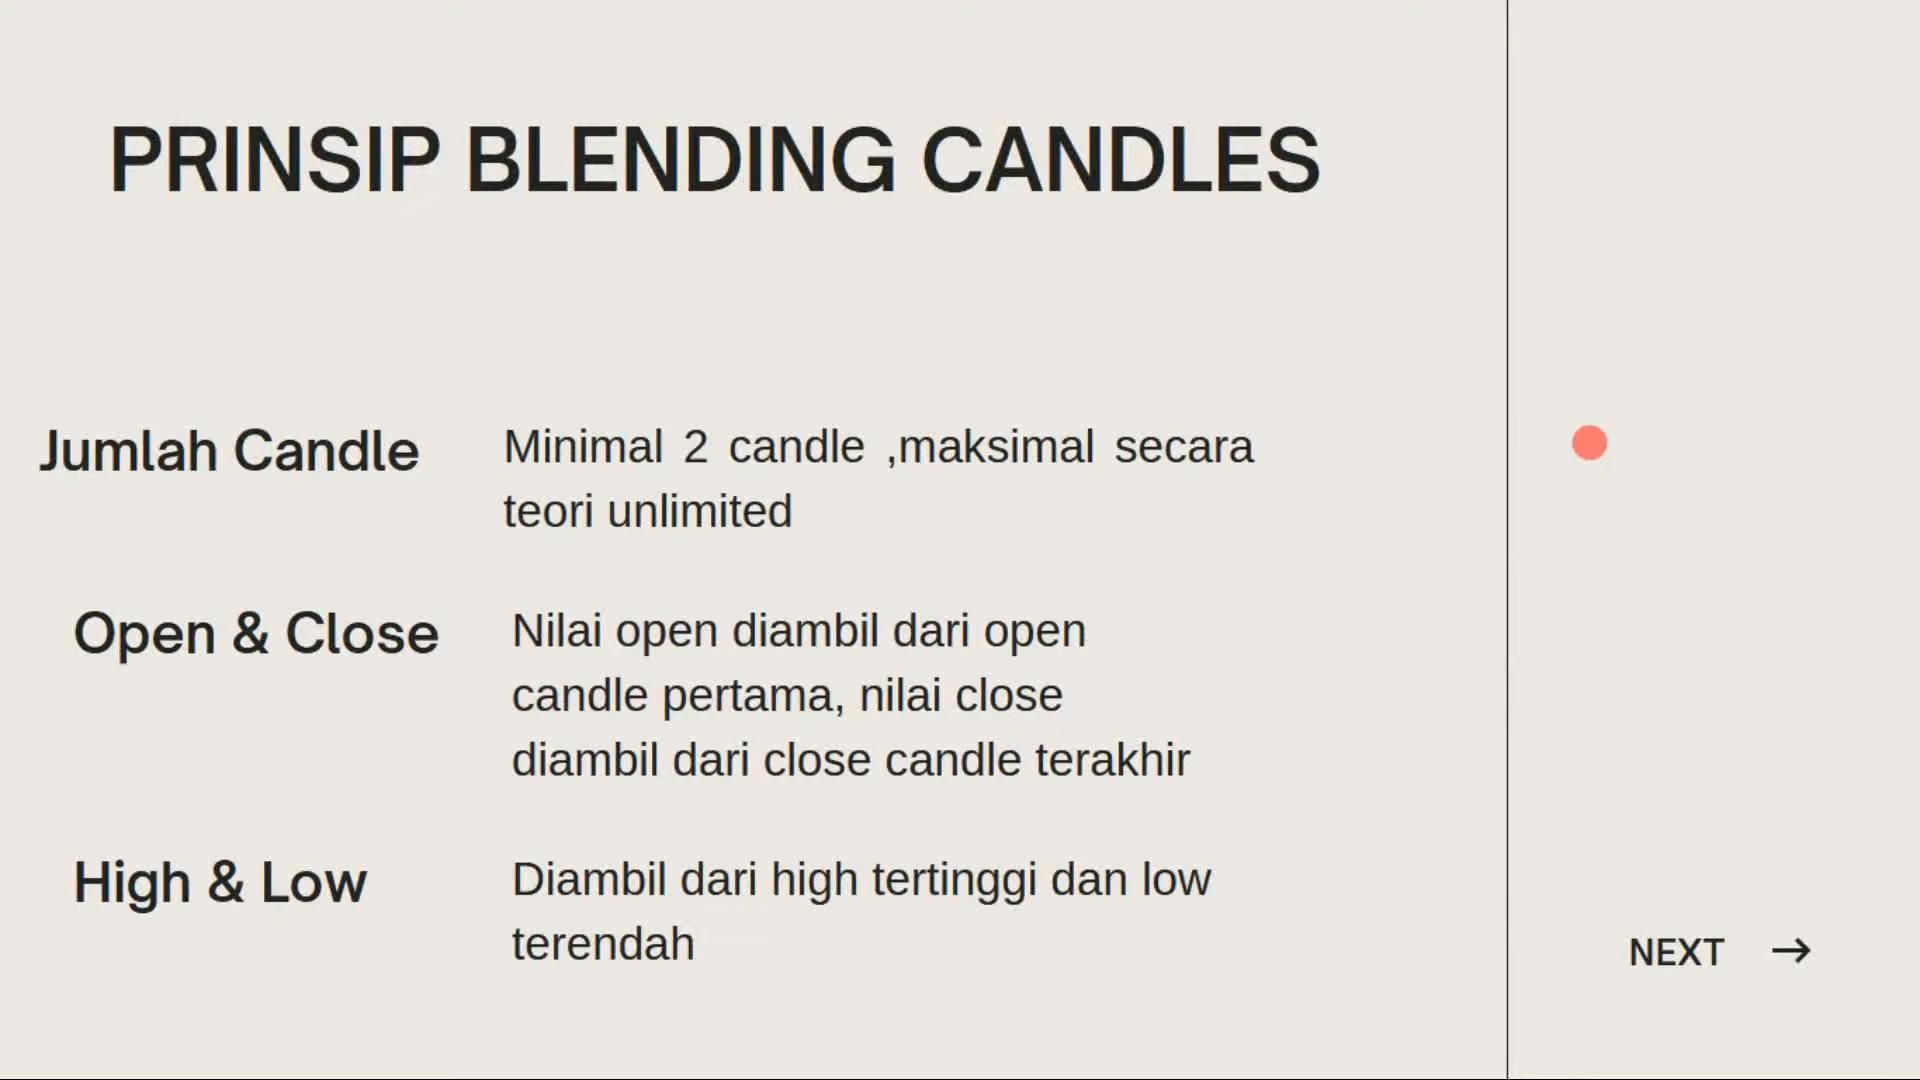 PRINSIP BLENDING CANDLES
Jumlah Candle
Minimal 2 candle ,maksimal secara
teori unlimited
Open & Close
Nilai open diambil dari open
candle pertama, nilai close
diambil dari close candle terakhir
High & Low
Diambil dari high tertinggi dan low
terendah
NEXT →